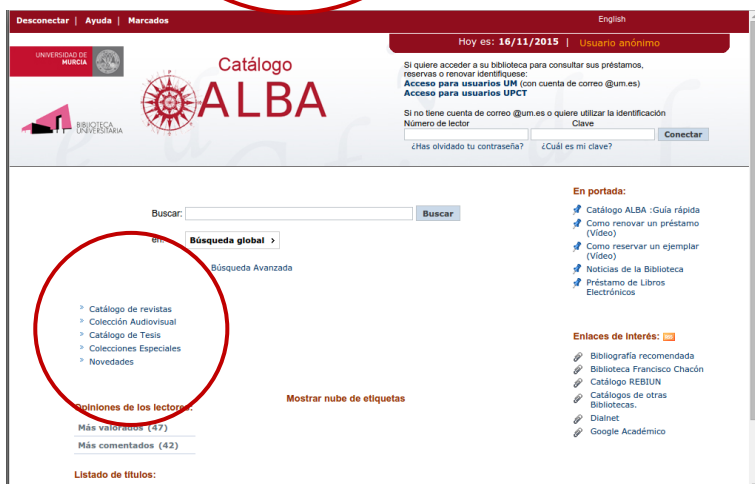 Desconectar | Ayuda | Marcados
English
Hoy es: 16/11/2015 | Usuario anónimo
UNIVERSIDAD DE
MURCIA
BIBLIOTECA
UNIVERSITARIA
Catálogo
ALBA
Si quiere acceder a su biblioteca para consultar sus préstamos,
reservas o renovar identifiquese:
Acceso para usuarios UM (con cuenta de correo @um.es)
Acceso para usuarios UPCT
Si no tiene cuenta de correo @um.es o quiere utilizar la identificación
Número de lector Clave
Conectar
¿Has olvidado tu contraseña? ¿Cuál es mi clave?
Buscar: Buscar
en: Búsqueda global >
Búsqueda Avanzada
Catálogo de revistas
Colección Audiovisual
Catálogo de Tesis
Colecciones Especiales
Novedades
Mostrar nube de etiquetas
Opiniones de los lectores:
Más valorados (47)
Más comentados (42)
Listado de títulos:
En portada:
Catálogo ALBA :Guía rápida
Como renovar un préstamo
(Vídeo)
Como reservar un ejemplar
(Vídeo)
Noticias de la Biblioteca
Préstamo de Libros
Electrónicos
Enlaces de Interés:
Bibliografía recomendada
Biblioteca Francisco Chacón
Catálogo REBIUN
Catálogos de otras
Bibliotecas.
Dialnet
Google Académico